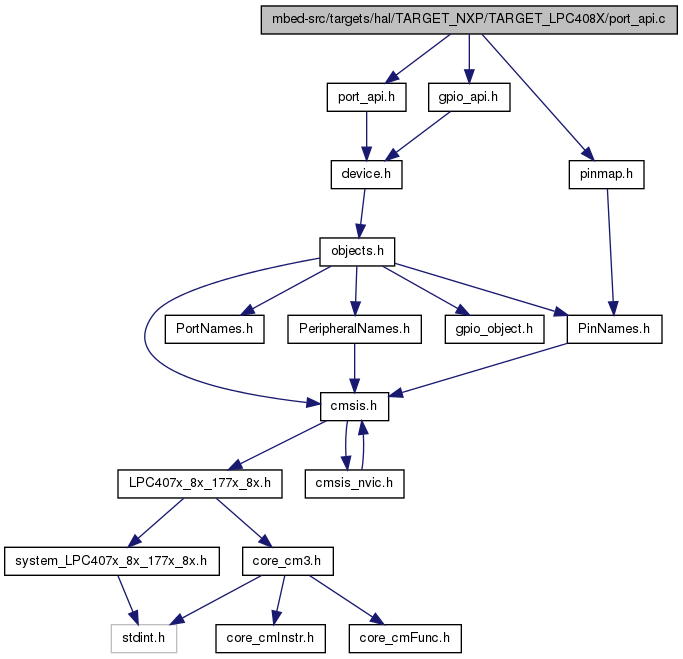 mbed-src/targets/hal/TARGET_NXP/TARGET_LPC408X/port_api.c
port_api.h
gpio_api.h
device.h
pinmap.h
objects.h
PortNames.h
PeripheralNames.h
gpio_object.h
PinNames.h
cmsis.h
LPC407x_8x_177x_8x.h
cmsis_nvic.h
system_LPC407x_8x_177x_8x.h
core_cm3.h
stdint.h
core_cmInstr.h
core_cmFunc.h